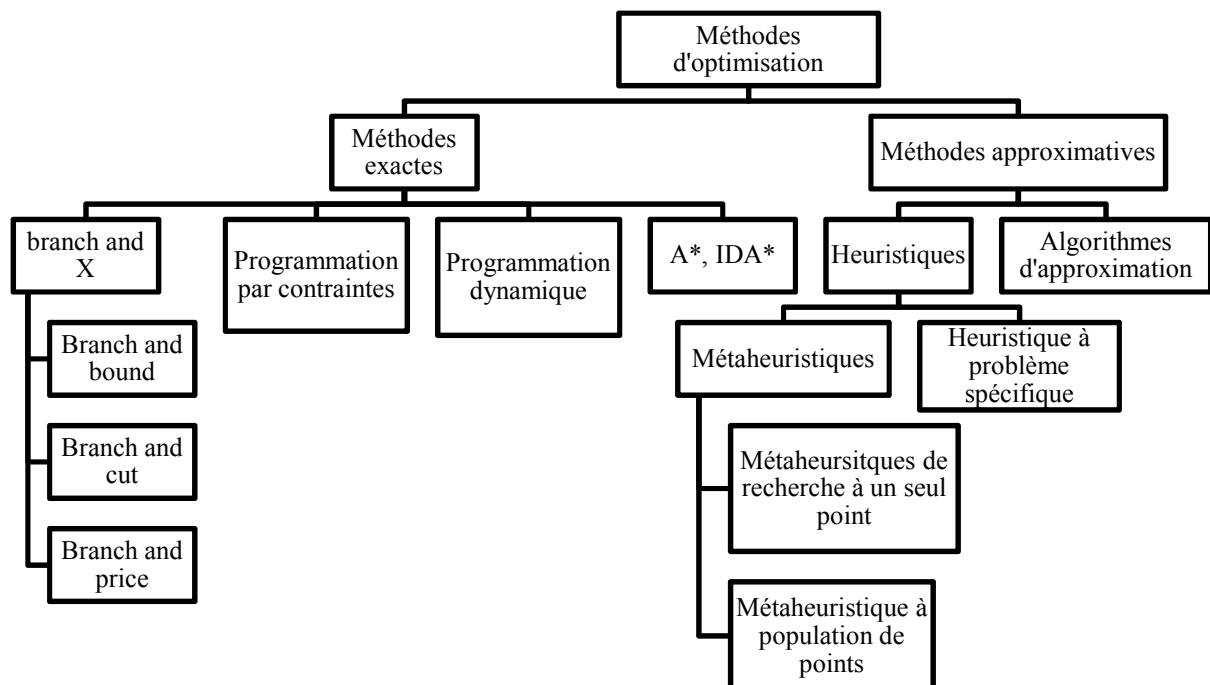 Méthodes
d'optimisation
Méthodes
exactes
Méthodes approximatives
branch and
X
Programmation
par contraintes
Programmation
dynamique
A*, IDA*
Heuristiques
Algorithmes
d'approximation
Branch and
bound
Branch and
cut
Branch and
price
Métaheuristiques
Heuristique à
problème
spécifique
Métaheursitques de
recherche à un seul
point
Métaheuristique à
population de
points